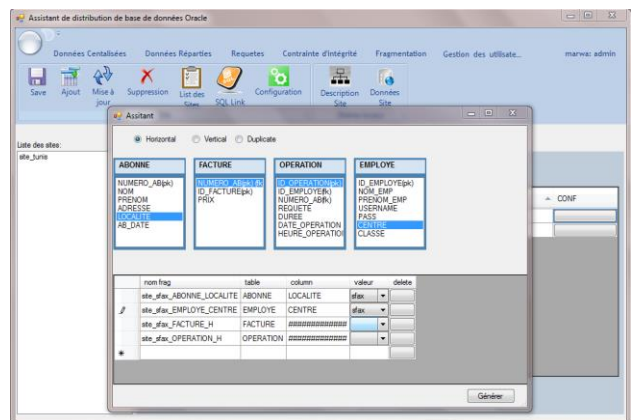 Assistant de distribution de base de données Oracle
Données Centalisées Données Réparties Requetes Contrainte d'Intégrité Fragmentation Gestion des utilisate... marwa: admin
Save Ajout Mise à jour Suppression List des Sites SQL Link Configuration Description Site Données Site
Assitant
Liste des sites:
site_tunis
Horizontal Vertical Duplicate
ABONNE FACTURE OPERATION EMPLOYE
NUMERO_AB(pk) NUMERO_AB(pk) fk ID_OPERATION(pk) ID_EMPLOYE(pk)
NOM ID_FACTURE(pk) ID_EMPLOYE(fk) NOM_EMP
PRENOM PRIX NUMERO_AB(fk) PRENOM_EMP
ADRESSE REQUETE USERNAME
LOCALITE DUREE PASS
AB_DATE DATE_OPERATION CENTRE
HEURE_OPERATIO CLASSE
CONF
nom frag table column valeur delete
site_sfax_ABONNE_LOCALITE ABONNE LOCALITE sfax
site_sfax_EMPLOYE_CENTRE EMPLOYE CENTRE sfax
site_sfax_FACTURE_H FACTURE #############
site_sfax_OPERATION_H OPERATION #############
Générer